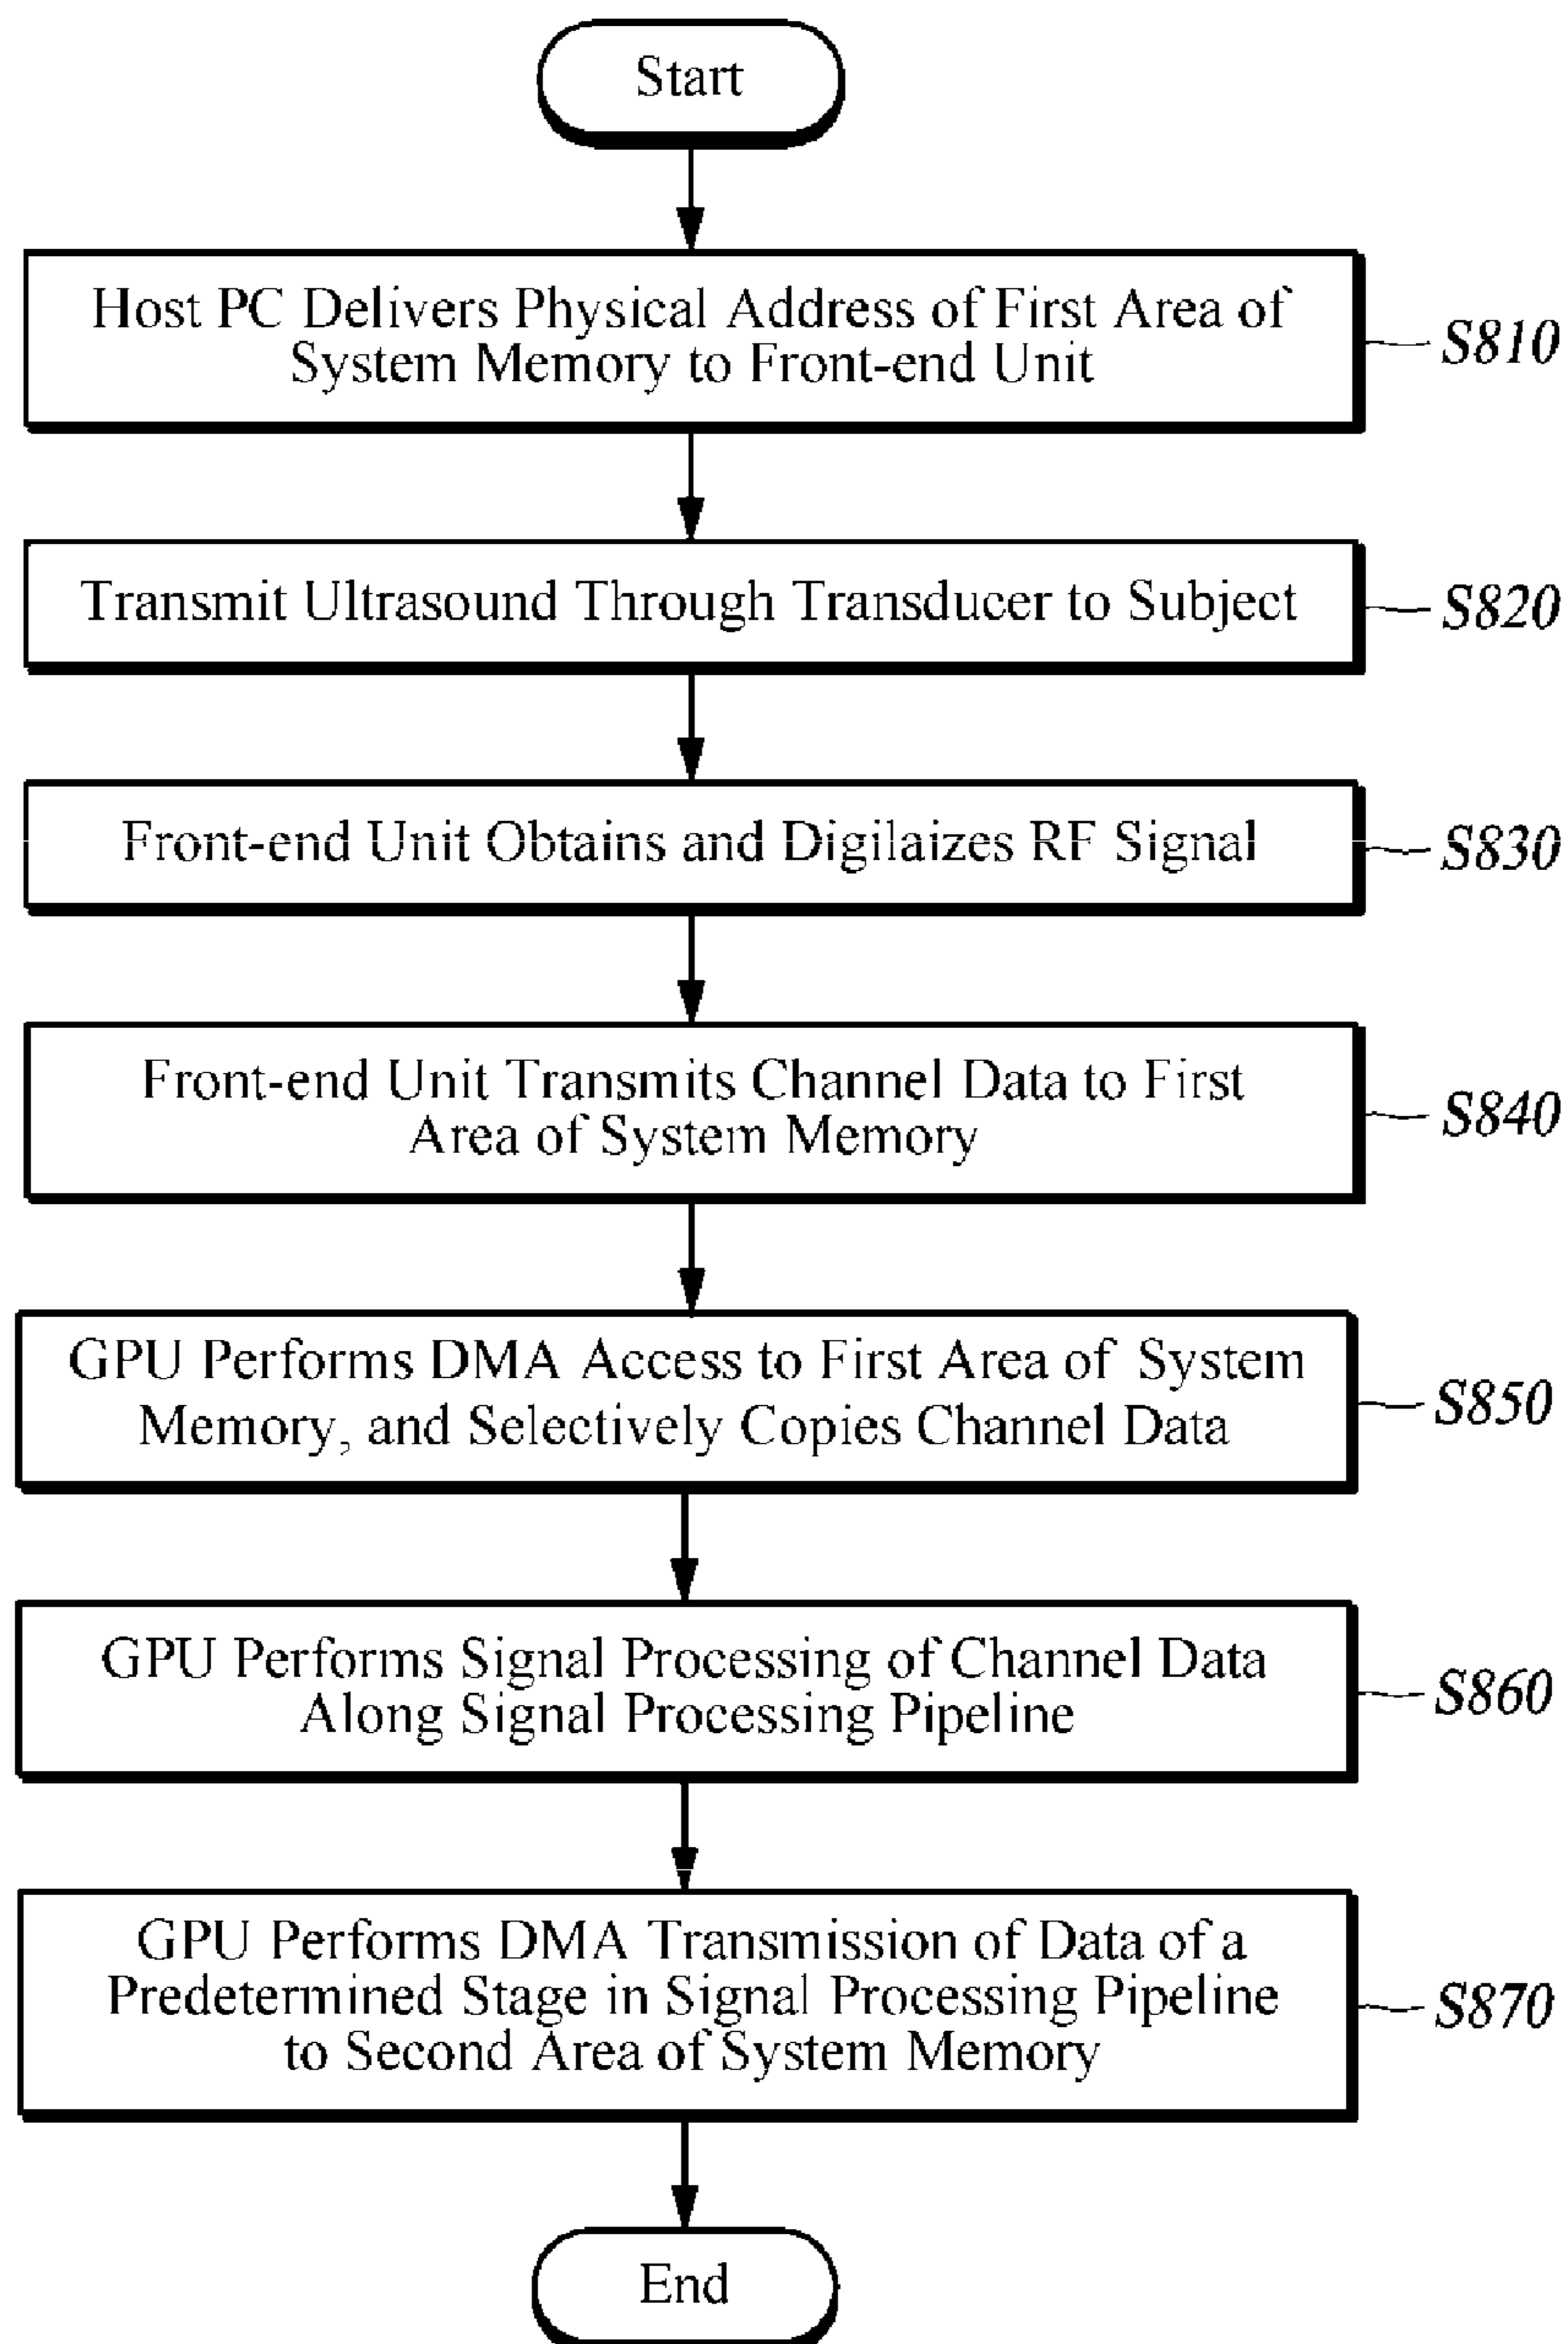 Start
Host PC Delivers Physical Address of First Area of
System Memory to Front-end Unit
S810
Transmit Ultrasound Through Transducer to Subject
S820
Front-end Unit Obtains and Digilaizes RF Signal
S830
Front-end Unit Transmits Channel Data to First
Area of System Memory
S840
GPU Performs DMA Access to First Area of System
Memory, and Selectively Copies Channel Data
S850
GPU Performs Signal Processing of Channel Data
Along Signal Processing Pipeline
S860
GPU Performs DMA Transmission of Data of a
Predetermined Stage in Signal Processing Pipeline
to Second Area of System Memory
S870
End